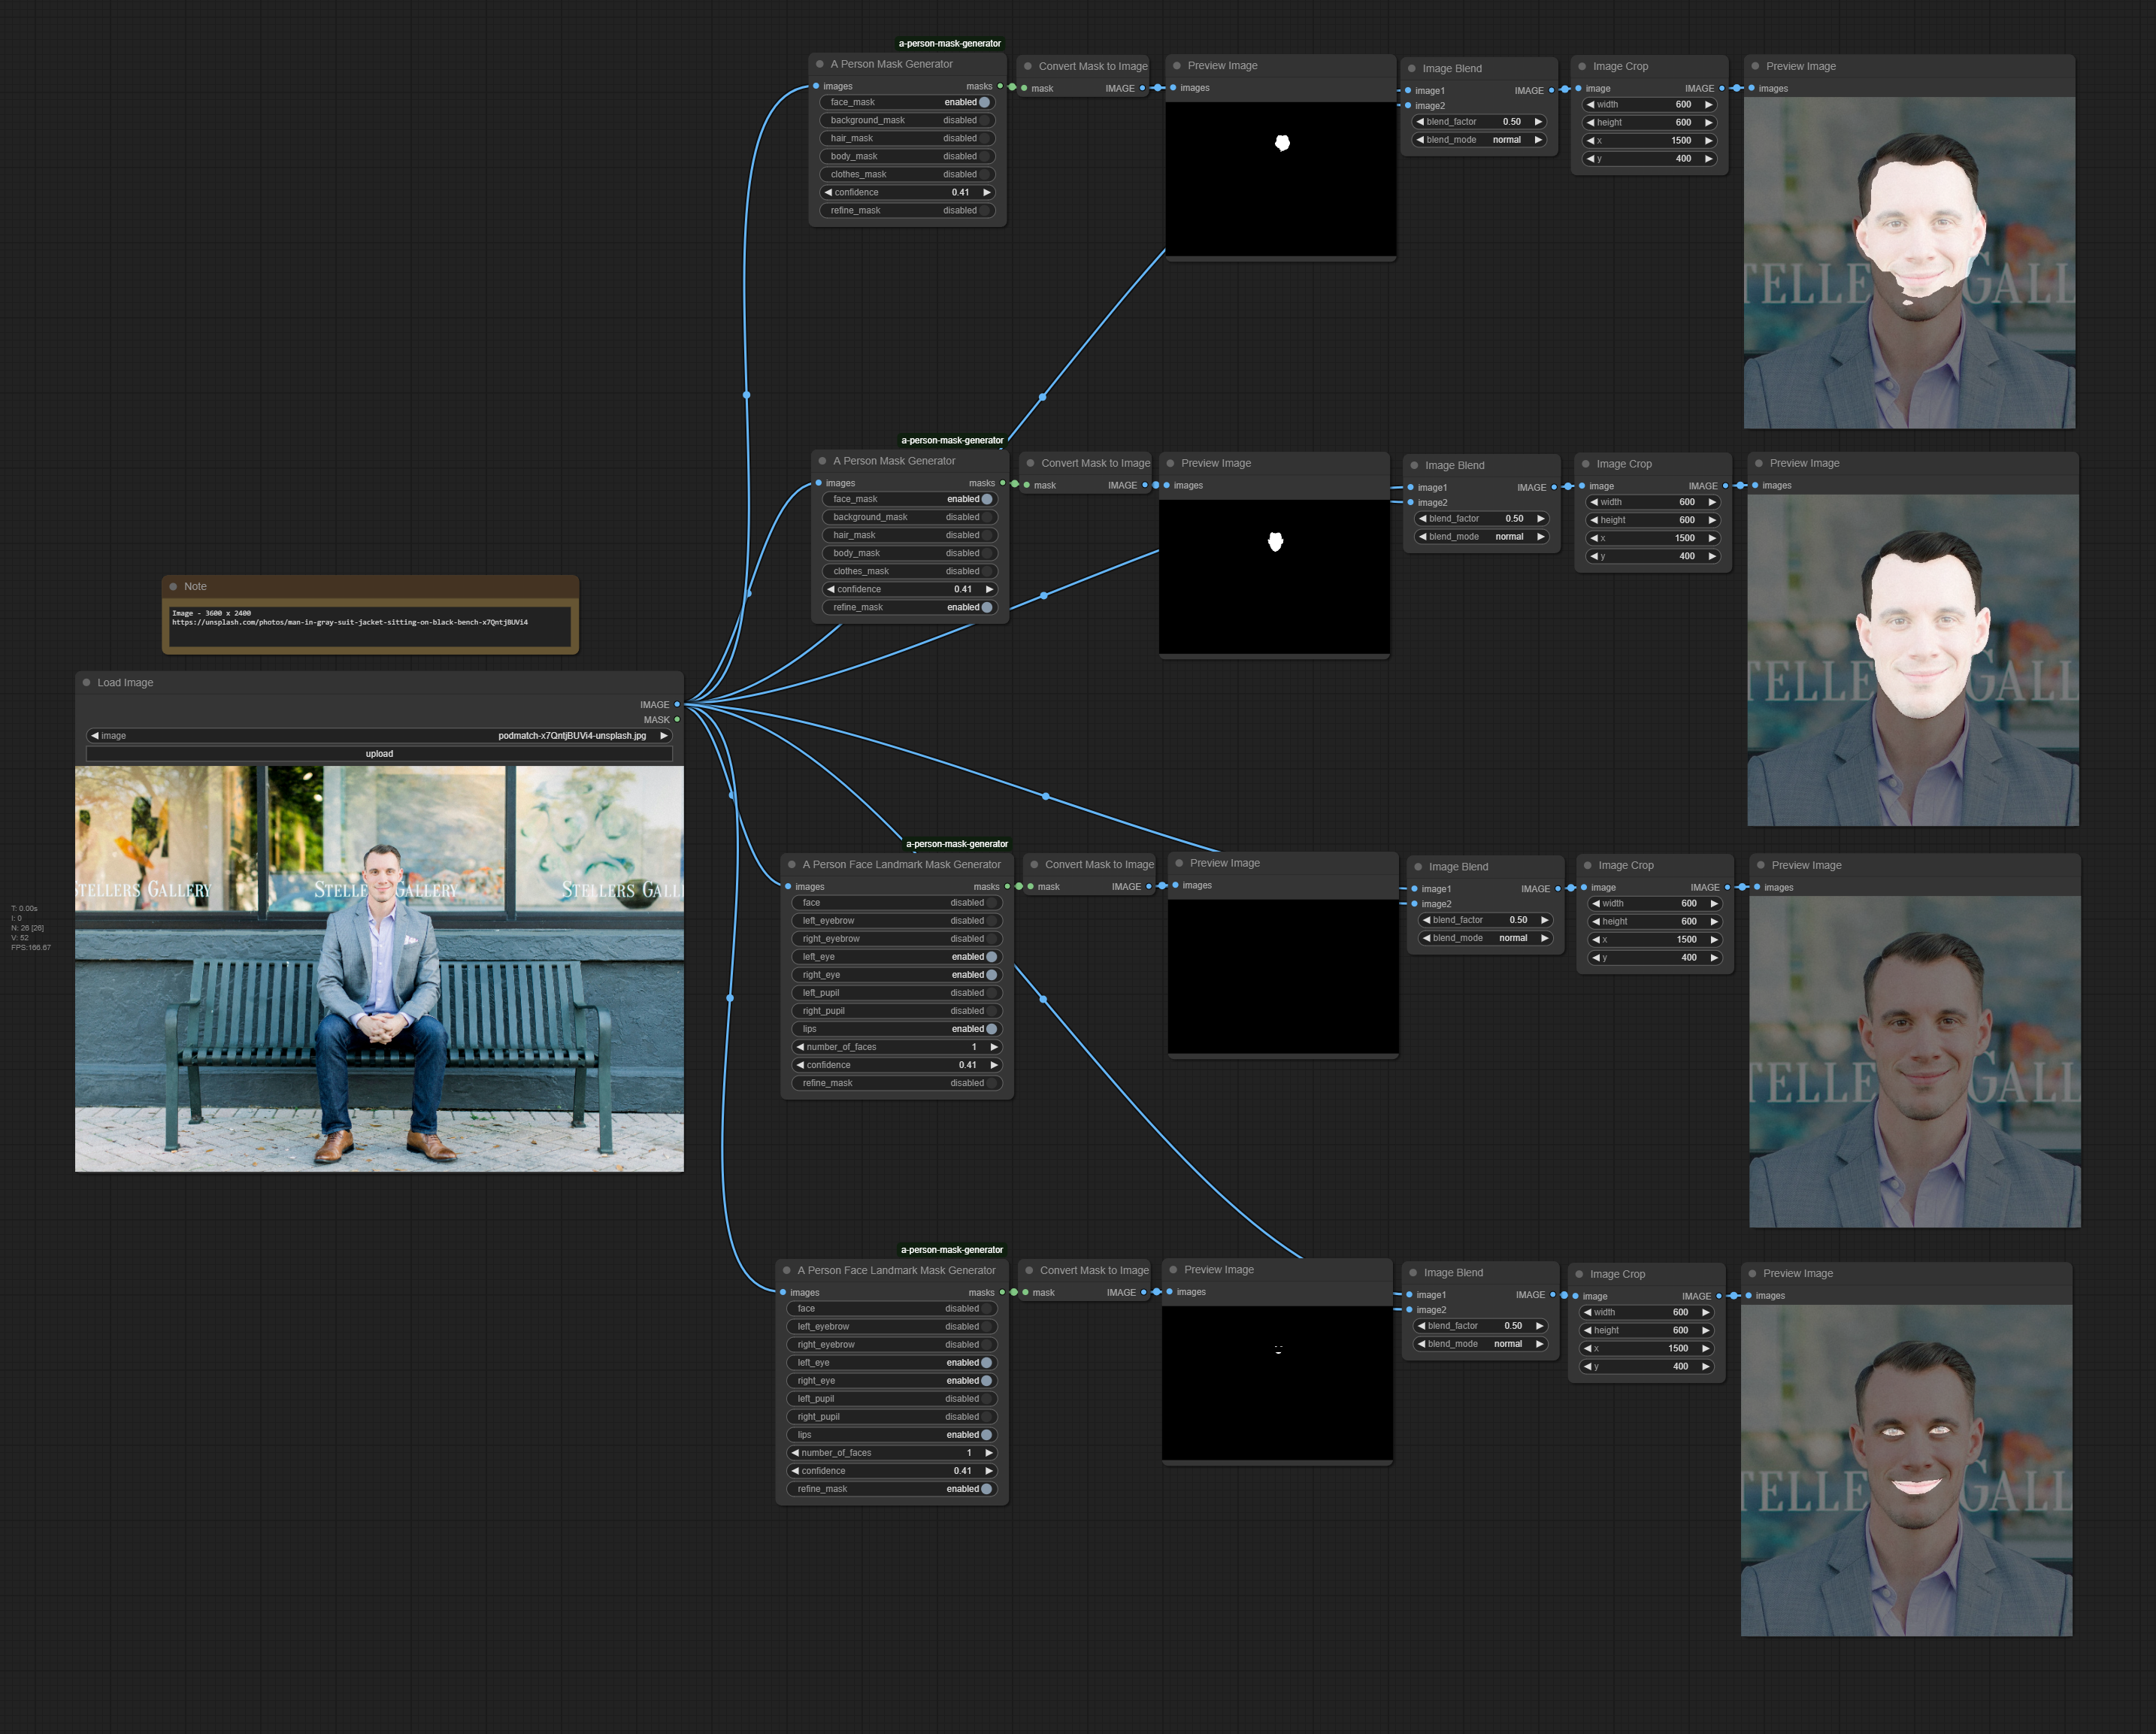 a-person-mask-generator
A Person Mask Generator
images masks
face_mask enabled
background_mask disabled
hair_mask disabled
body_mask disabled
clothes_mask disabled
confidence 0.41
refine_mask disabled
Convert Mask to Image
mask IMAGE
Preview Image
images
Image Blend
image1 IMAGE
image2
blend_factor 0.50
blend_mode normal
Image Crop
image IMAGE
width 600
height 600
x 1500
y 400
Preview Image
images
TELLE GALL
a-person-mask-generator
A Person Mask Generator
images masks
face_mask enabled
background_mask disabled
hair_mask disabled
body_mask disabled
clothes_mask disabled
confidence 0.41
refine_mask enabled
Convert Mask to Image
mask IMAGE
Preview Image
images
Image Blend
image1 IMAGE
image2
blend_factor 0.50
blend_mode normal
Image Crop
image IMAGE
width 600
height 600
x 1500
y 400
Preview Image
images
TELLE GALL
Note
Image - 3600 x 2400
https://unsplash.com/photos/man-in-gray-suit-jacket-sitting-on-black-bench-x7QntjBUVi4
Load Image
IMAGE
MASK
image podmatch-x7QntjBUVi4-unsplash.jpg
upload
STELLERS GALLERY STELLE GALLERY STELLERS GALL
T: 0.00s
I: 0
N: 26 [26]
V: 52
FPS:166.67
a-person-mask-generator
A Person Face Landmark Mask Generator
images masks
face disabled
left_eyebrow disabled
right_eyebrow disabled
left_eye enabled
right_eye enabled
left_pupil disabled
right_pupil disabled
lips enabled
number_of_faces 1
confidence 0.41
refine_mask disabled
Convert Mask to Image
mask IMAGE
Preview Image
images
Image Blend
image1 IMAGE
image2
blend_factor 0.50
blend_mode normal
Image Crop
image IMAGE
width 600
height 600
x 1500
y 400
Preview Image
images
TELLE GALL
a-person-mask-generator
A Person Face Landmark Mask Generator
images masks
face disabled
left_eyebrow disabled
right_eyebrow disabled
left_eye enabled
right_eye enabled
left_pupil disabled
right_pupil disabled
lips enabled
number_of_faces 1
confidence 0.41
refine_mask enabled
Convert Mask to Image
mask IMAGE
Preview Image
images
Image Blend
image1 IMAGE
image2
blend_factor 0.50
blend_mode normal
Image Crop
image IMAGE
width 600
height 600
x 1500
y 400
Preview Image
images
TELLE GALL